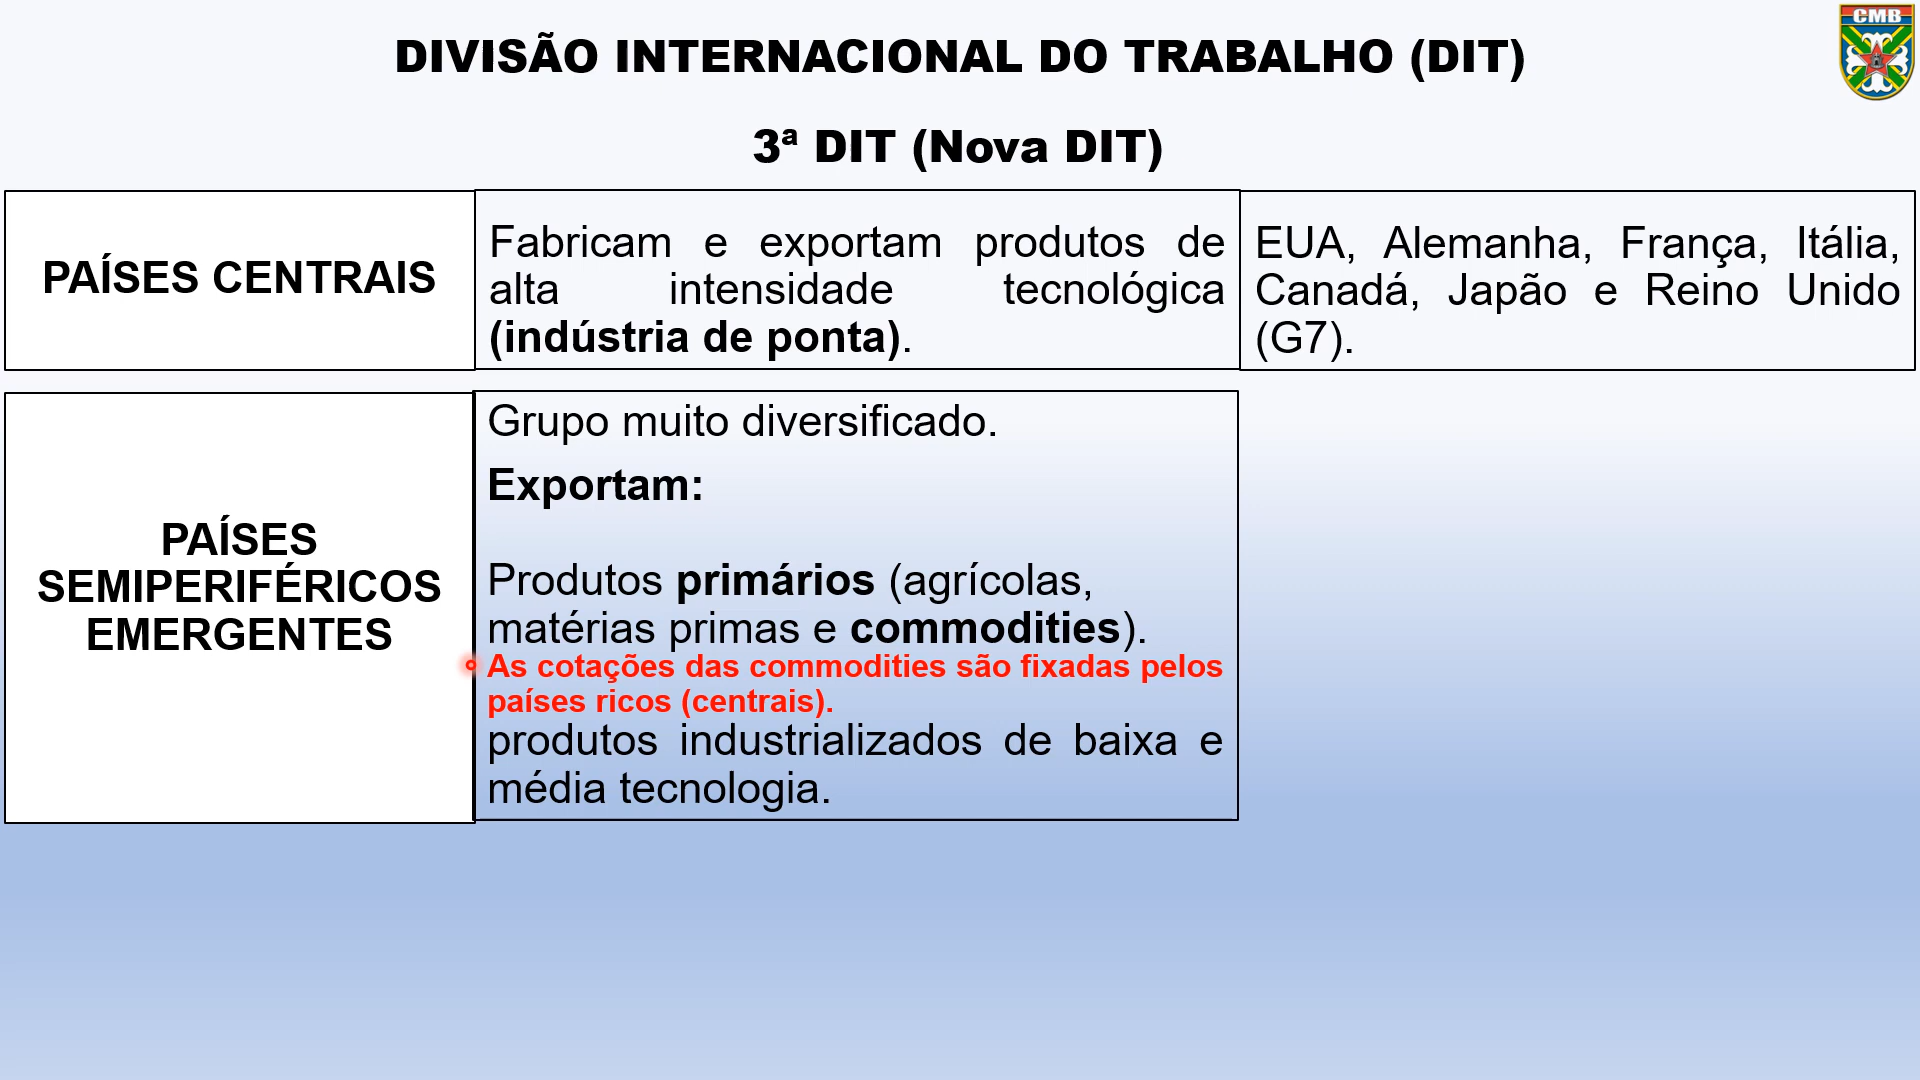 CMB
DIVISÃO INTERNACIONAL DO TRABALHO (DIT)
3ª DIT (Nova DIT)
PAÍSES CENTRAIS
Fabricam e exportam produtos de
alta intensidade tecnológica
(indústria de ponta).
EUA, Alemanha, França, Itália,
Canadá, Japão e Reino Unido
(G7).
PAÍSES
SEMIPERIFÉRICOS
EMERGENTES
Grupo muito diversificado.
Exportam:
Produtos primários (agrícolas,
matérias primas e commodities).
As cotações das commodities são fixadas pelos
países ricos (centrais).
produtos industrializados de baixa e
média tecnologia.